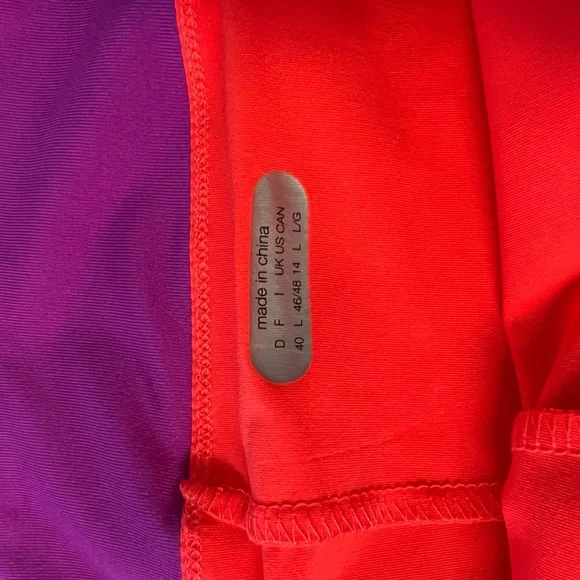 made in china
D F I UK US CAN
40 L 46/48 14 L L/G